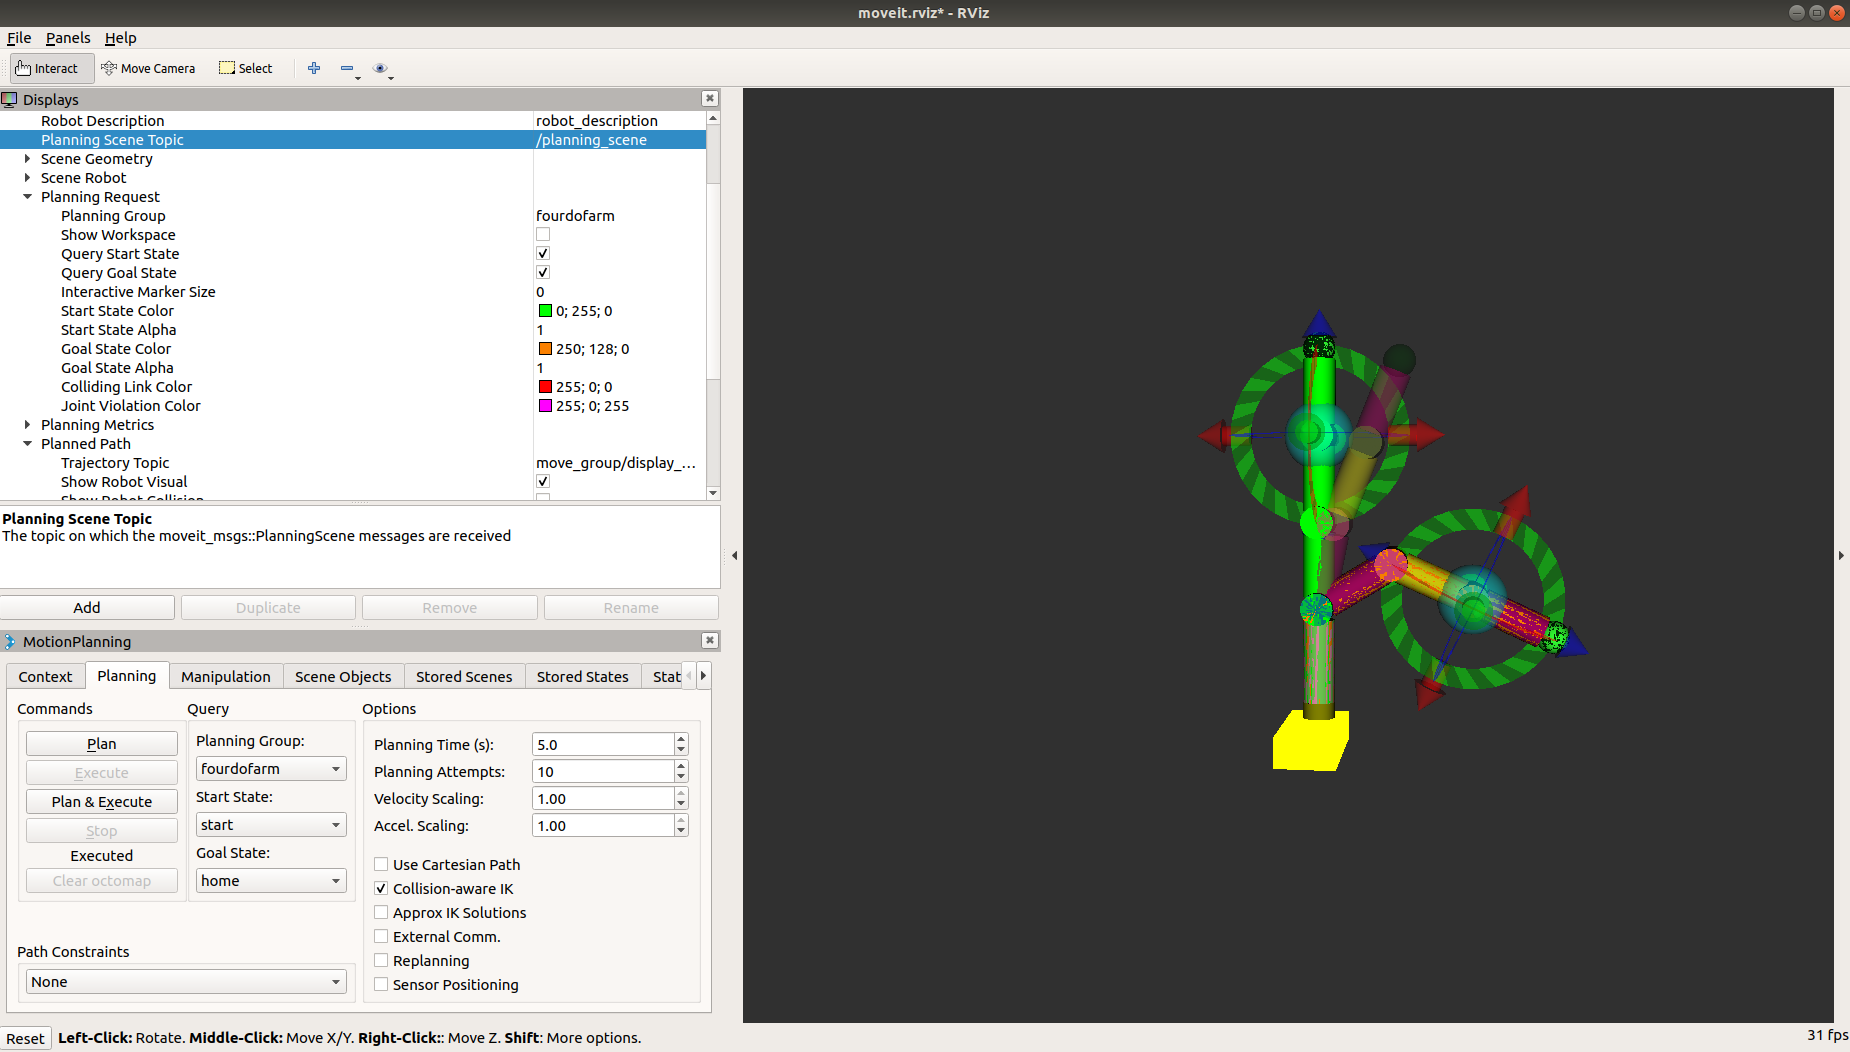 moveit.rviz* - RViz
File Panels Help
Interact Move Camera Select
Displays
Robot Description robot_description
Planning Scene Topic /planning_scene
Scene Geometry
Scene Robot
Planning Request
Planning Group fourdofarm
Show Workspace
Query Start State
Query Goal State
Interactive Marker Size 0
Start State Color 0; 255; 0
Start State Alpha 1
Goal State Color 250; 128; 0
Goal State Alpha 1
Colliding Link Color 255; 0; 0
Joint Violation Color 255; 0; 255
Planning Metrics
Planned Path
Trajectory Topic move_group/display_...
Show Robot Visual
Show Robot Collision
Planning Scene Topic
The topic on which the moveit_msgs::PlanningScene messages are received
Add Duplicate Remove Rename
MotionPlanning
Context Planning Manipulation Scene Objects Stored Scenes Stored States Stat
Commands Query Options
Plan
Execute
Plan & Execute
Stop
Executed
Clear octomap
Planning Group:
fourdofarm
Start State:
start
Goal State:
home
Planning Time (s): 5.0
Planning Attempts: 10
Velocity Scaling: 1.00
Accel. Scaling: 1.00
Use Cartesian Path
Collision-aware IK
Approx IK Solutions
External Comm.
Replanning
Sensor Positioning
Path Constraints
None
Reset Left-Click: Rotate. Middle-Click: Move X/Y. Right-Click:: Move Z. Shift: More options.
31 fps